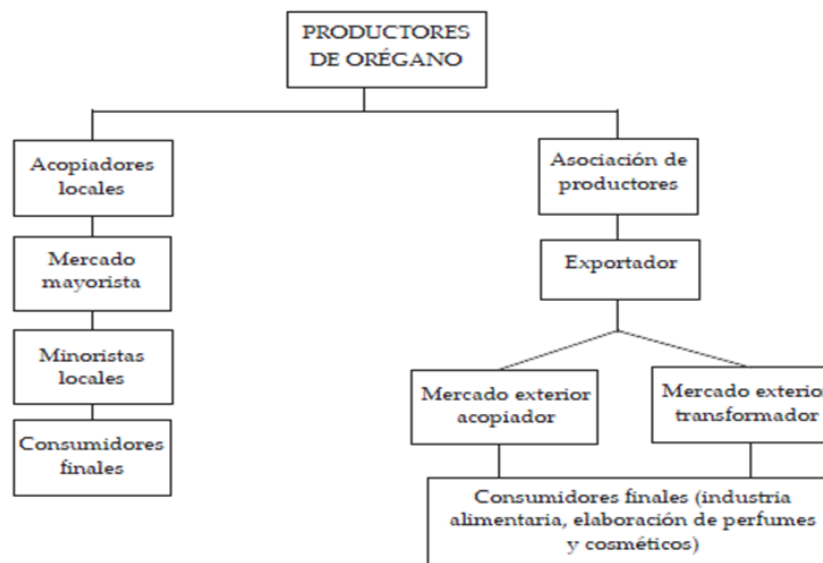 PRODUCTORES
DE ORÉGANO
Acopiadores
locales
Mercado
mayorista
Minoristas
locales
Consumidores
finales
Asociación de
productores
Exportador
Mercado exterior
acopiador
Mercado exterior
transformador
Consumidores finales (industria
alimentaria, elaboración de perfumes
y cosméticos)